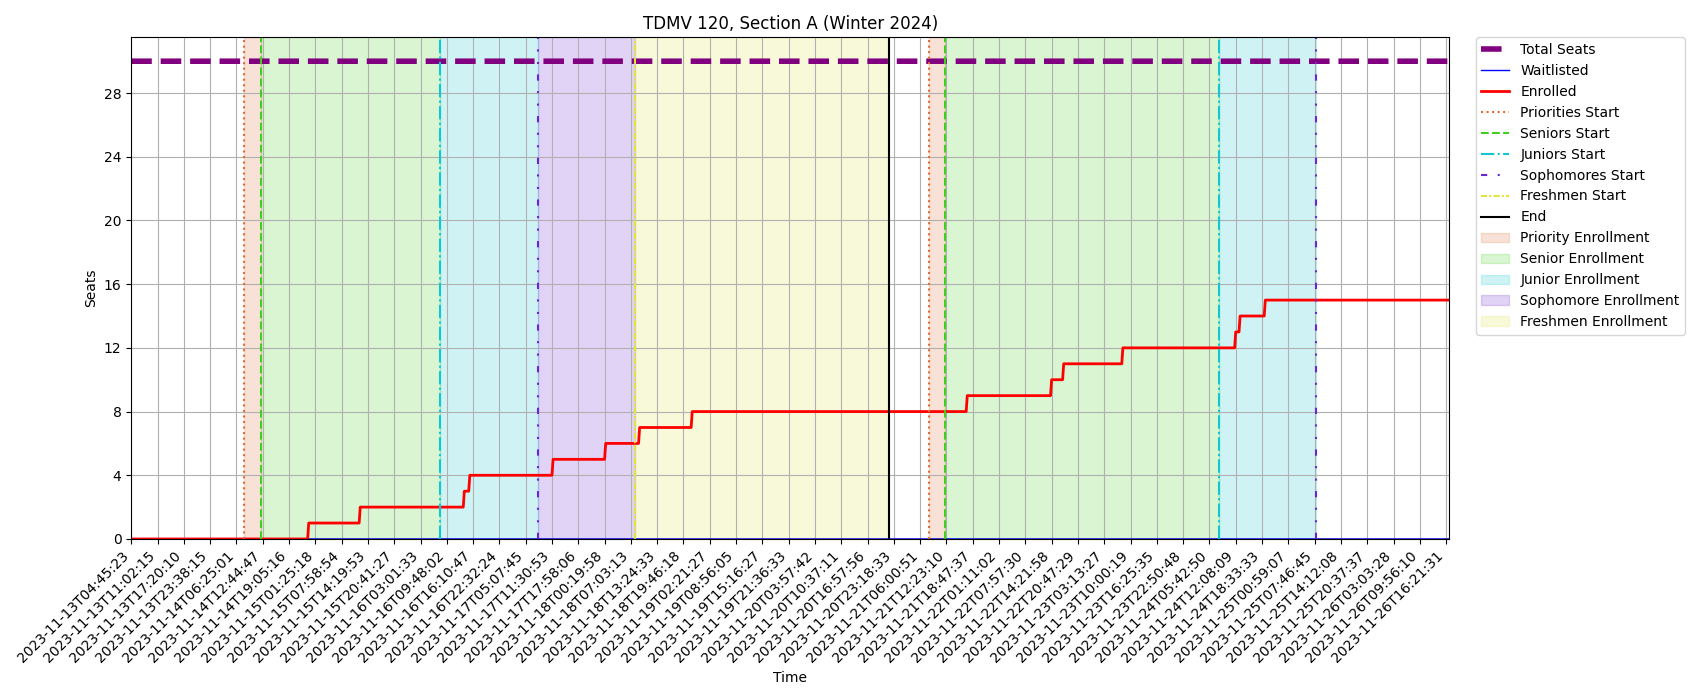 TDMV 120, Section A (Winter 2024)
Total Seats
Waitlisted
Enrolled
Priorities Start
Seniors Start
Juniors Start
Sophomores Start
Freshmen Start
End
Priority Enrollment
Senior Enrollment
Junior Enrollment
Sophomore Enrollment
Freshmen Enrollment
Seats
28
24
20
16
12
8
4
0
2023-11-13T04:45:23
2023-11-13T11:02:15
2023-11-13T17:20:10
2023-11-13T23:38:15
2023-11-14T06:25:01
2023-11-14T12:44:47
2023-11-14T19:05:16
2023-11-15T01:25:18
2023-11-15T07:58:54
2023-11-15T14:19:53
2023-11-15T20:41:27
2023-11-16T03:01:33
2023-11-16T09:48:02
2023-11-16T16:10:47
2023-11-16T22:32:24
2023-11-17T05:07:45
2023-11-17T11:30:53
2023-11-17T17:58:06
2023-11-18T00:19:58
2023-11-18T07:03:13
2023-11-18T13:24:33
2023-11-18T19:46:18
2023-11-19T02:21:27
2023-11-19T08:56:05
2023-11-19T15:16:27
2023-11-19T21:36:33
2023-11-20T03:57:42
2023-11-20T10:37:11
2023-11-20T16:57:56
2023-11-20T23:18:33
2023-11-21T06:00:51
2023-11-21T12:23:10
2023-11-21T18:47:37
2023-11-22T01:11:02
2023-11-22T07:57:30
2023-11-22T14:21:58
2023-11-22T20:47:29
2023-11-23T03:13:27
2023-11-23T10:00:19
2023-11-23T16:25:35
2023-11-23T22:50:48
2023-11-24T05:42:50
2023-11-24T12:08:09
2023-11-24T18:33:33
2023-11-25T00:59:07
2023-11-25T07:46:45
2023-11-25T14:12:08
2023-11-25T20:37:37
2023-11-26T03:03:28
2023-11-26T09:56:10
2023-11-26T16:21:31
Time